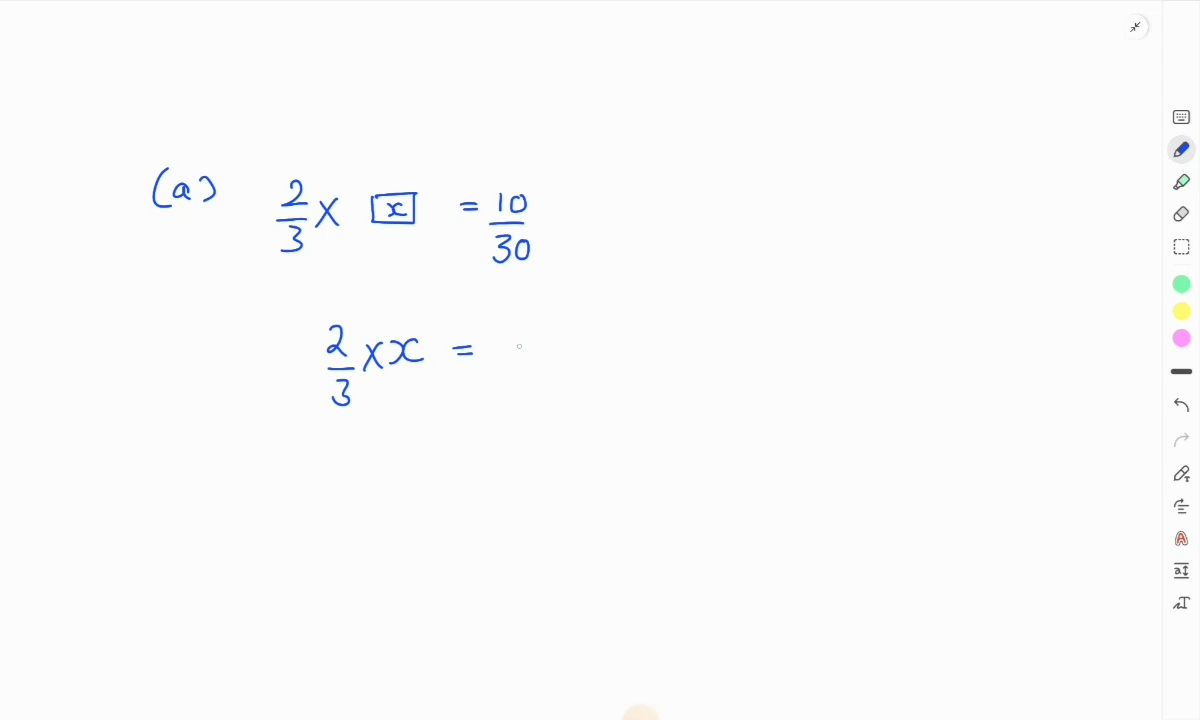 (a) 2/3 x [x] = 10/30
2/3 x x =